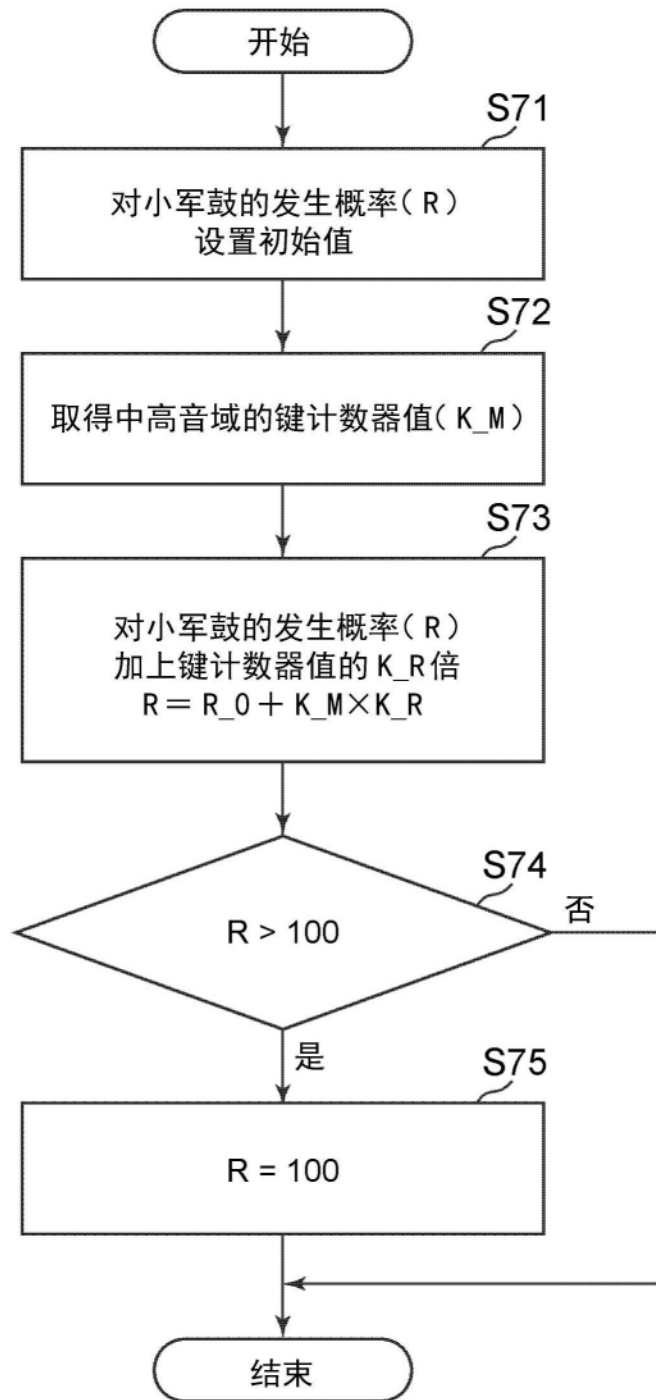 开始
S71
对小军鼓的发生概率(R)
设置初始值
S72
取得中高音域的键计数器值(K_M)
S73
对小军鼓的发生概率(R)
加上键计数器值的K_R倍
R=R_0+K_M×K_R
S74
R > 100
否
是
S75
R = 100
结束